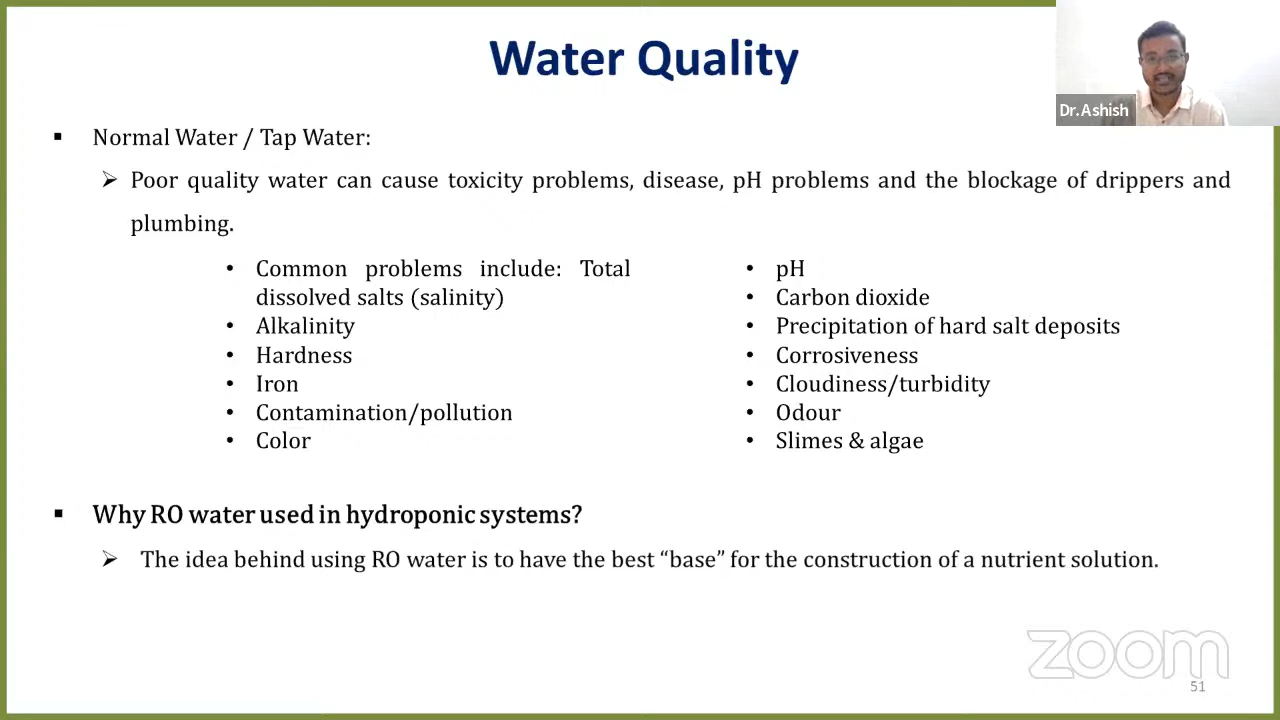 Water Quality
Dr.Ashish
▪ Normal Water / Tap Water:
➢ Poor quality water can cause toxicity problems, disease, pH problems and the blockage of drippers and
plumbing.
• Common problems include: Total
dissolved salts (salinity)
• Alkalinity
• Hardness
• Iron
• Contamination/pollution
• Color
• pH
• Carbon dioxide
• Precipitation of hard salt deposits
• Corrosiveness
• Cloudiness/turbidity
• Odour
• Slimes & algae
▪ Why RO water used in hydroponic systems?
➢ The idea behind using RO water is to have the best “base” for the construction of a nutrient solution.
zoom
51